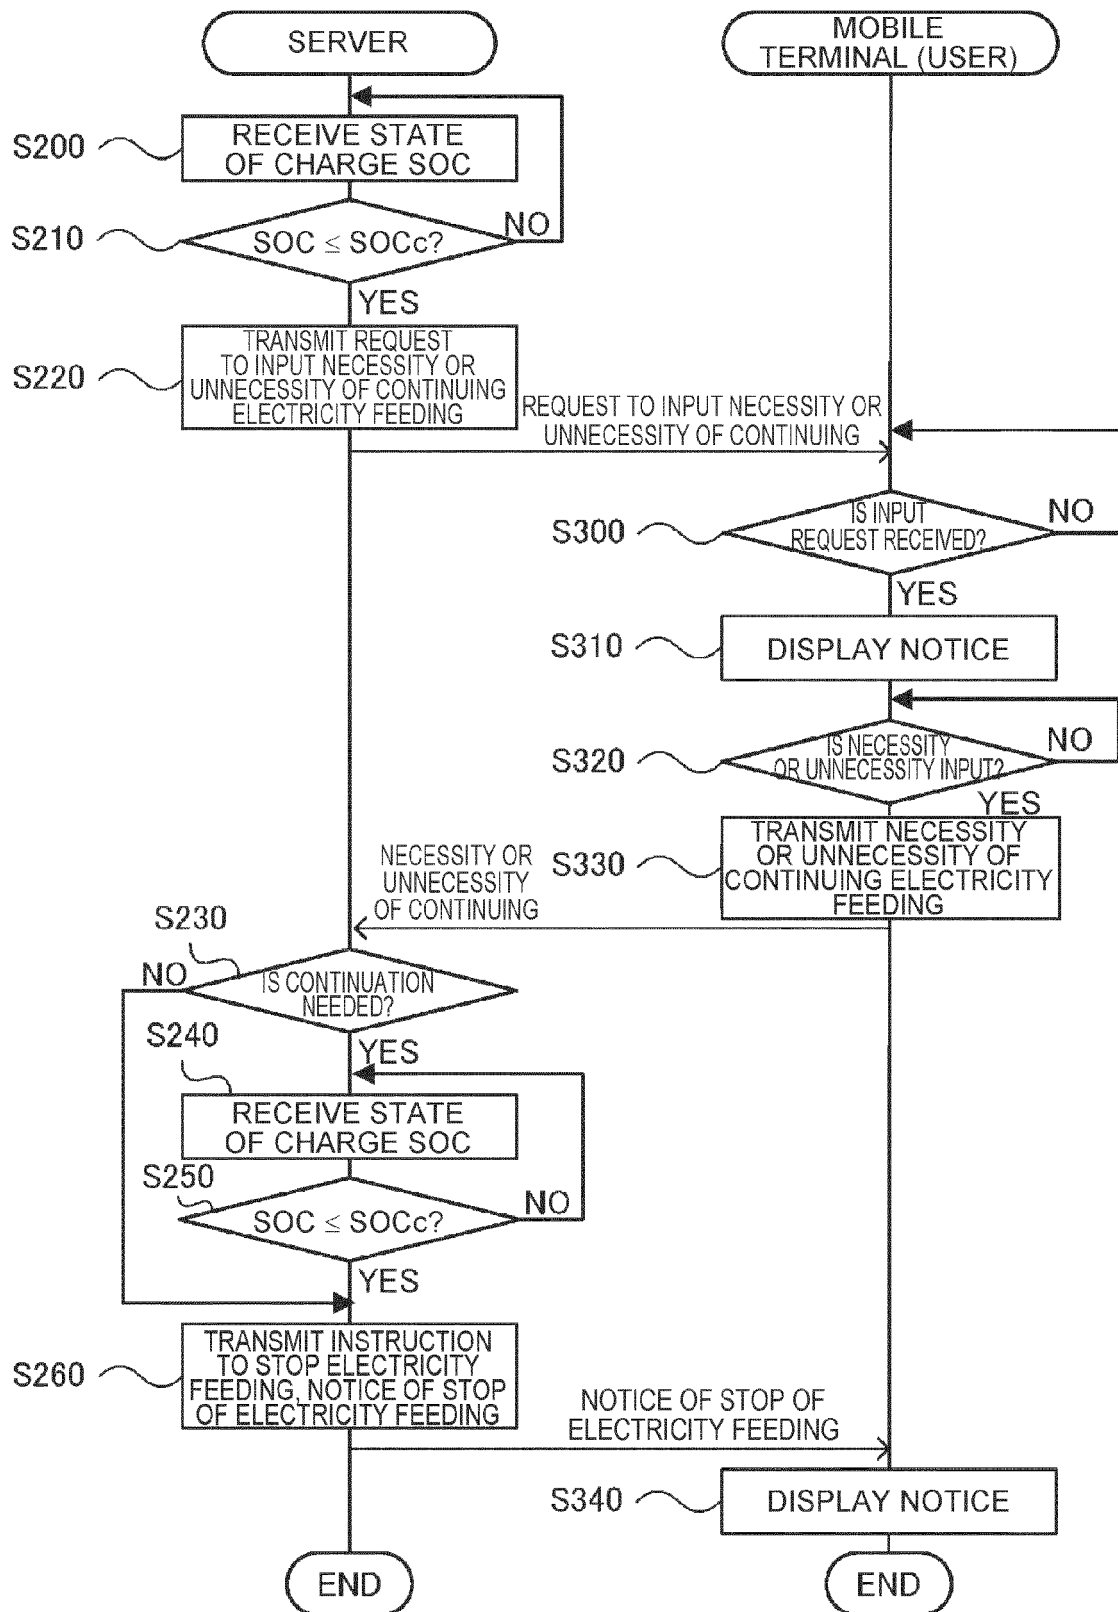 SERVER
MOBILE
TERMINAL (USER)
S200
RECEIVE STATE
OF CHARGE SOC
S210
SOC ≤ SOCc?
NO
YES
S220
TRANSMIT REQUEST
TO INPUT NECESSITY OR
UNNECESSITY OF CONTINUING
ELECTRICITY FEEDING
REQUEST TO INPUT NECESSITY OR
UNNECESSITY OF CONTINUING
S300
IS INPUT
REQUEST RECEIVED?
NO
YES
S310
DISPLAY NOTICE
S320
IS NECESSITY
OR UNNECESSITY INPUT?
NO
YES
S330
TRANSMIT NECESSITY
OR UNNECESSITY OF
CONTINUING ELECTRICITY
FEEDING
NECESSITY OR
UNNECESSITY
OF CONTINUING
S230
NO
IS CONTINUATION
NEEDED?
YES
S240
RECEIVE STATE
OF CHARGE SOC
S250
SOC ≤ SOCc?
NO
YES
S260
TRANSMIT INSTRUCTION
TO STOP ELECTRICITY
FEEDING, NOTICE OF STOP
OF ELECTRICITY FEEDING
NOTICE OF STOP OF
ELECTRICITY FEEDING
S340
DISPLAY NOTICE
END
END